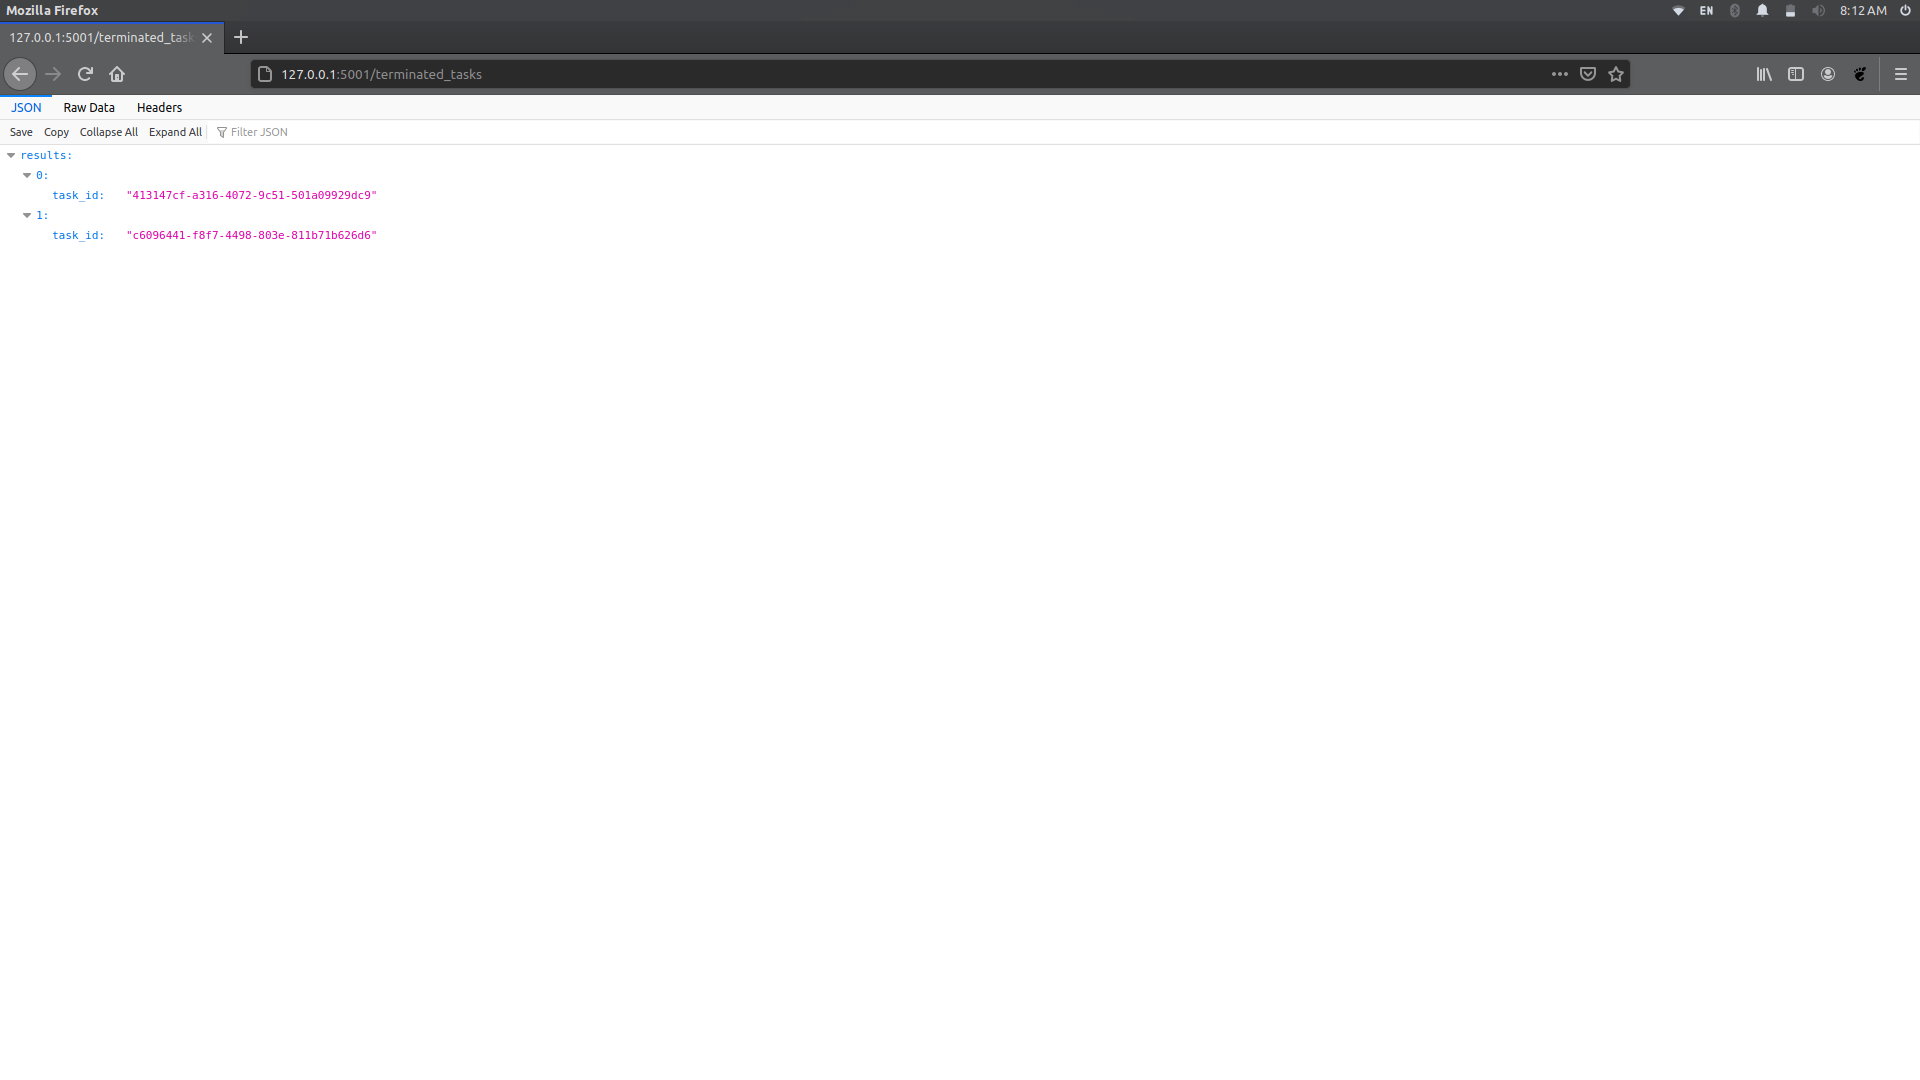 Mozilla Firefox
EN
8:12 AM
127.0.0.1:5001/terminated_task
127.0.0.1:5001/terminated_tasks
JSON Raw Data Headers
Save Copy Collapse All Expand All Filter JSON
results:
0:
task_id: "413147cf-a316-4072-9c51-501a09929dc9"
1:
task_id: "c6096441-f8f7-4498-803e-811b71b626d6"